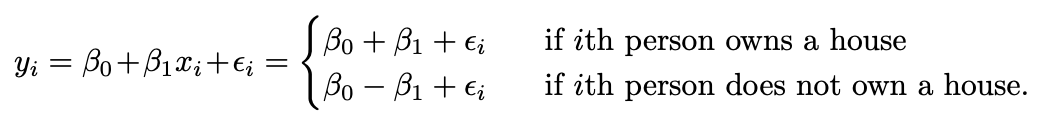 yᵢ = β₀+β₁xᵢ+ϵᵢ = { β₀ + β₁ + ϵᵢ if ith person owns a house
β₀ − β₁ + ϵᵢ if ith person does not own a house.